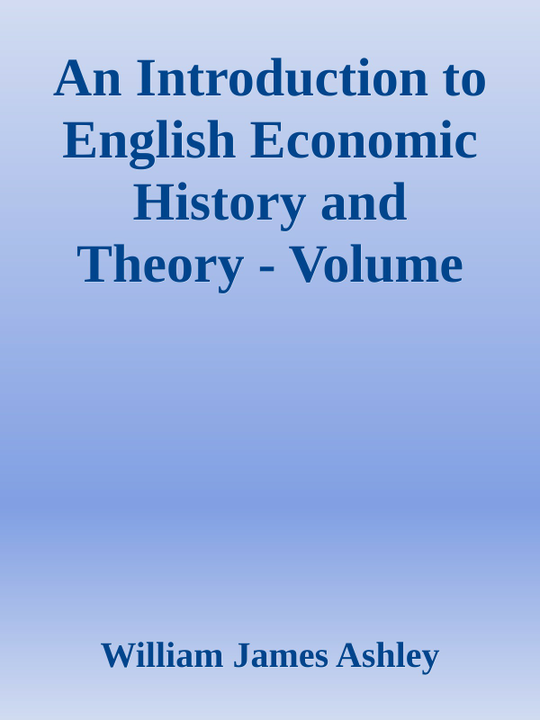 An Introduction to
English Economic
History and
Theory - Volume
William James Ashley